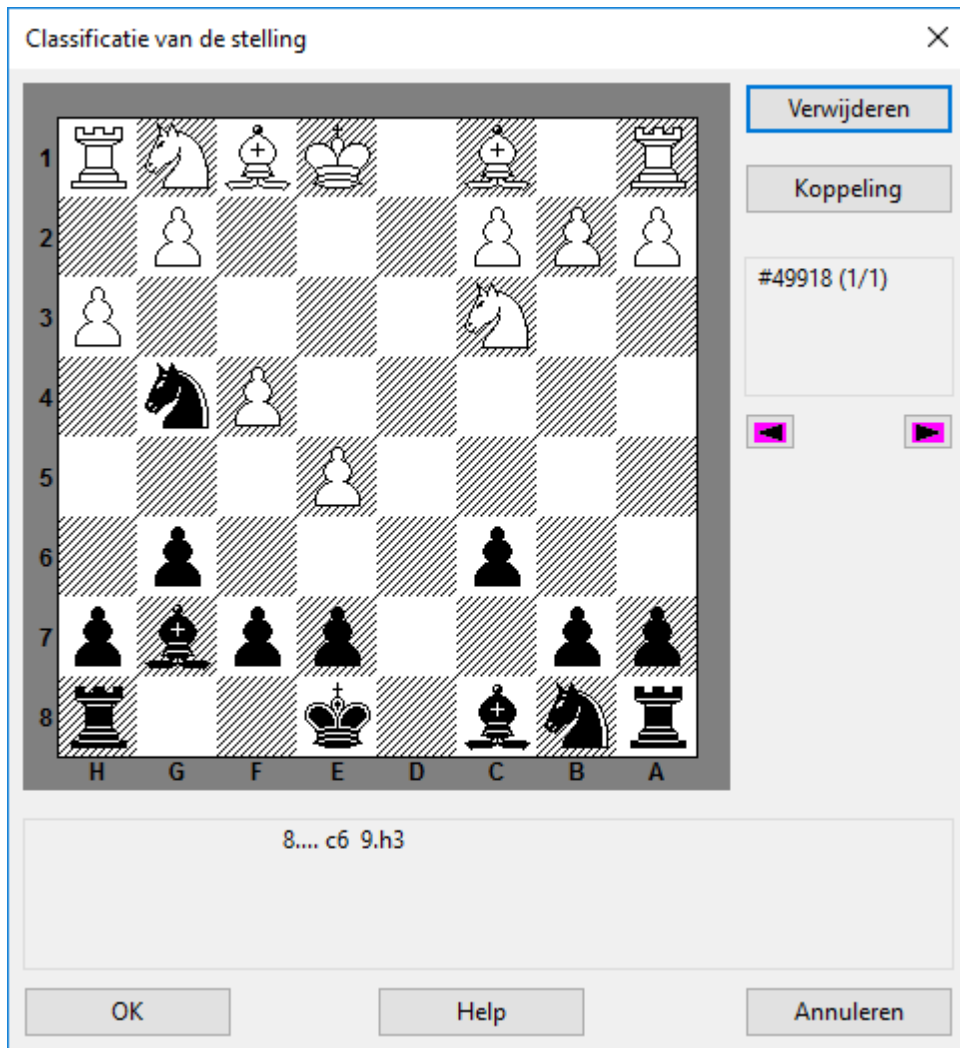 Classificatie van de stelling
Verwijderen
Koppeling
#49918 (1/1)
1
2
3
4
5
6
7
8
H G F E D C B A
8.... c6 9.h3
OK Help Annuleren